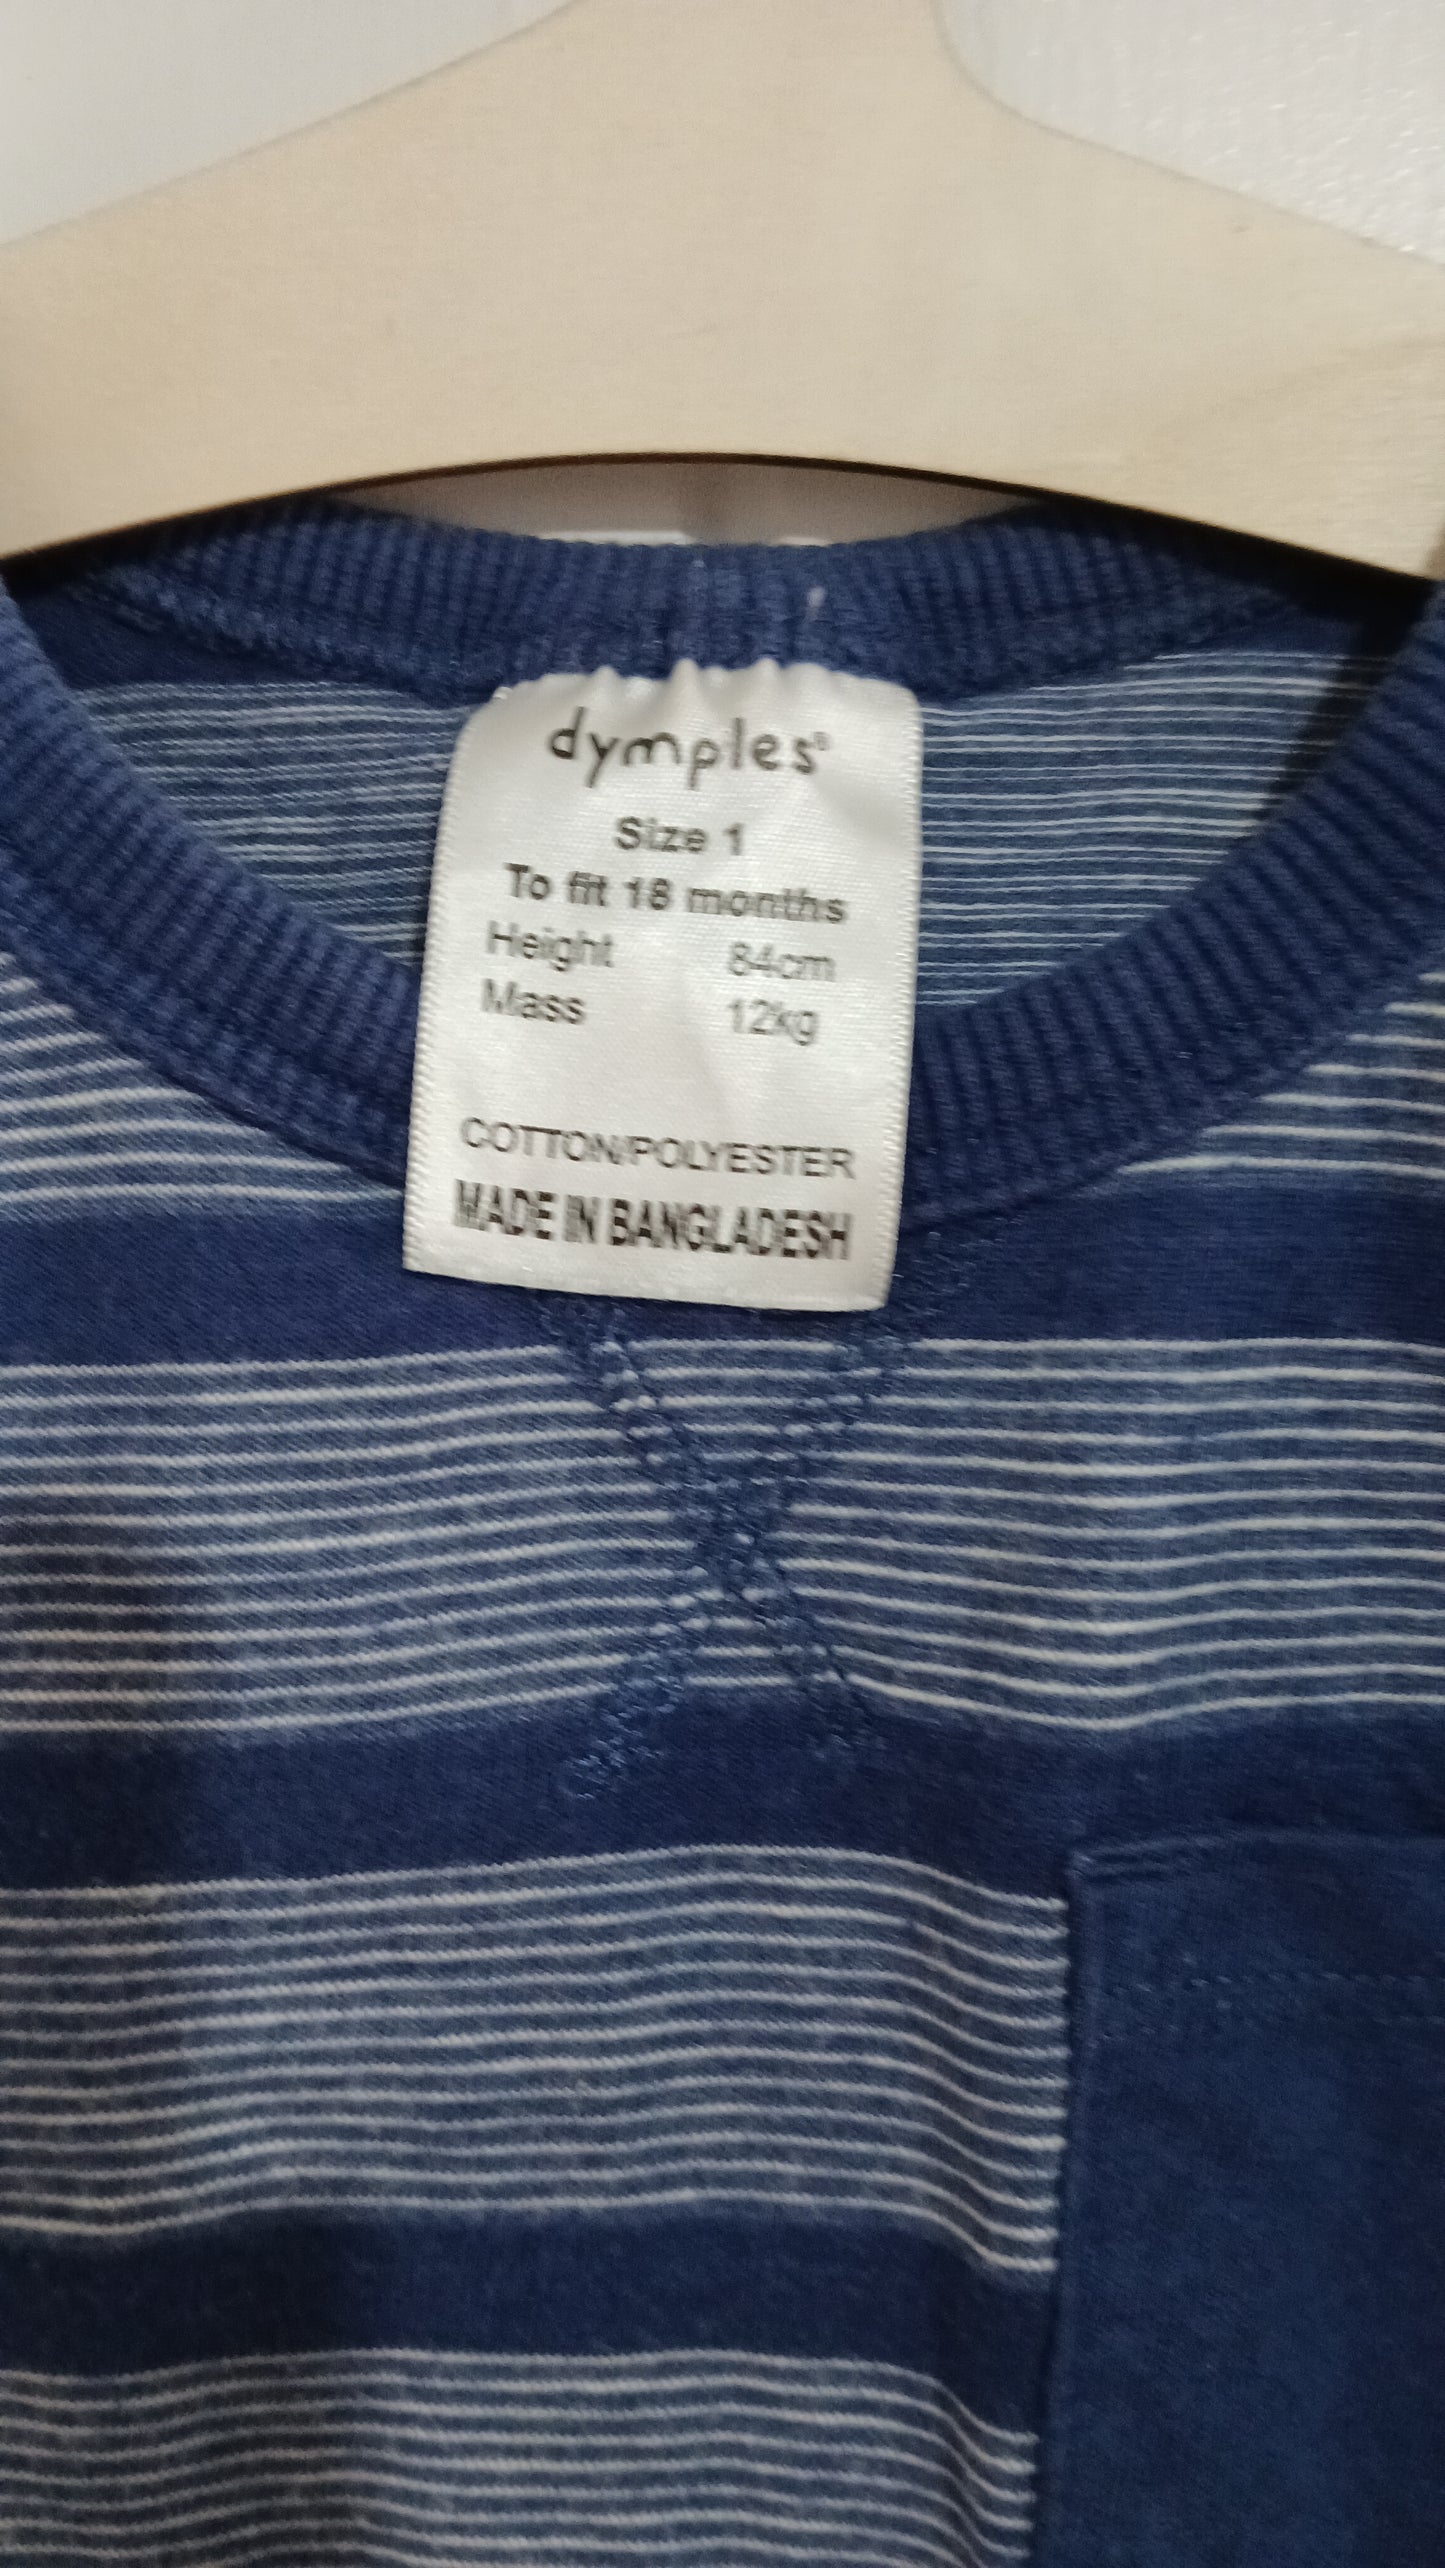 dymples®
Size 1
To fit 18 months
Height 84cm
Mass 12kg
COTTON/POLYESTER
MADE IN BANGLADESH